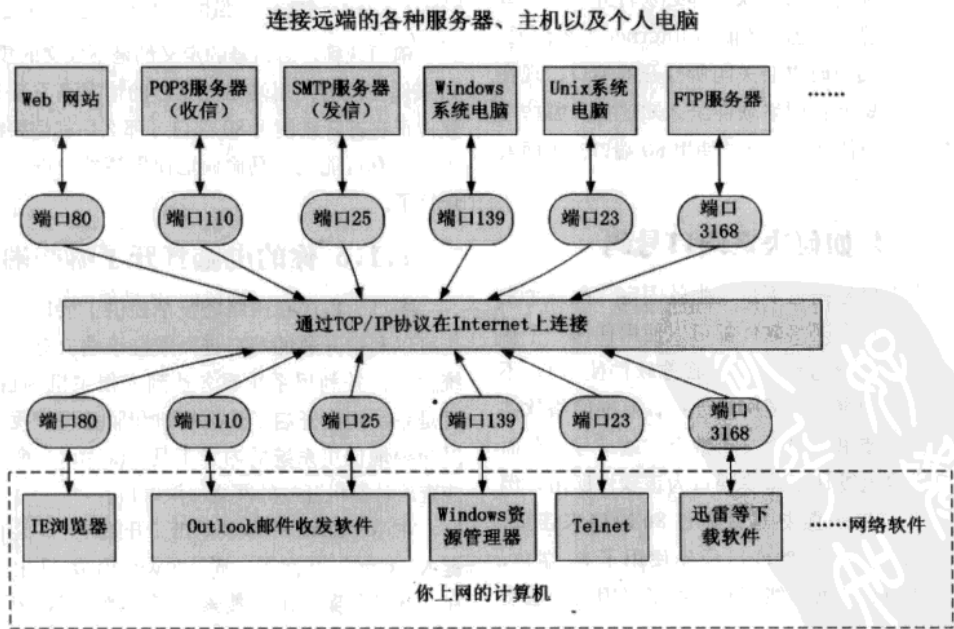 连接远端的各种服务器、主机以及个人电脑
Web 网站
POP3服务器
(收信)
SMTP服务器
(发信)
Windows
系统电脑
Unix系统
电脑
FTP服务器
……
端口80
端口110
端口25
端口139
端口23
端口
3168
通过TCP/IP协议在Internet上连接
端口80
端口110
端口25
端口139
端口23
端口
3168
IE浏览器
Outlook邮件收发软件
Windows资
源管理器
Telnet
迅雷等下
载软件
……网络软件
你上网的计算机